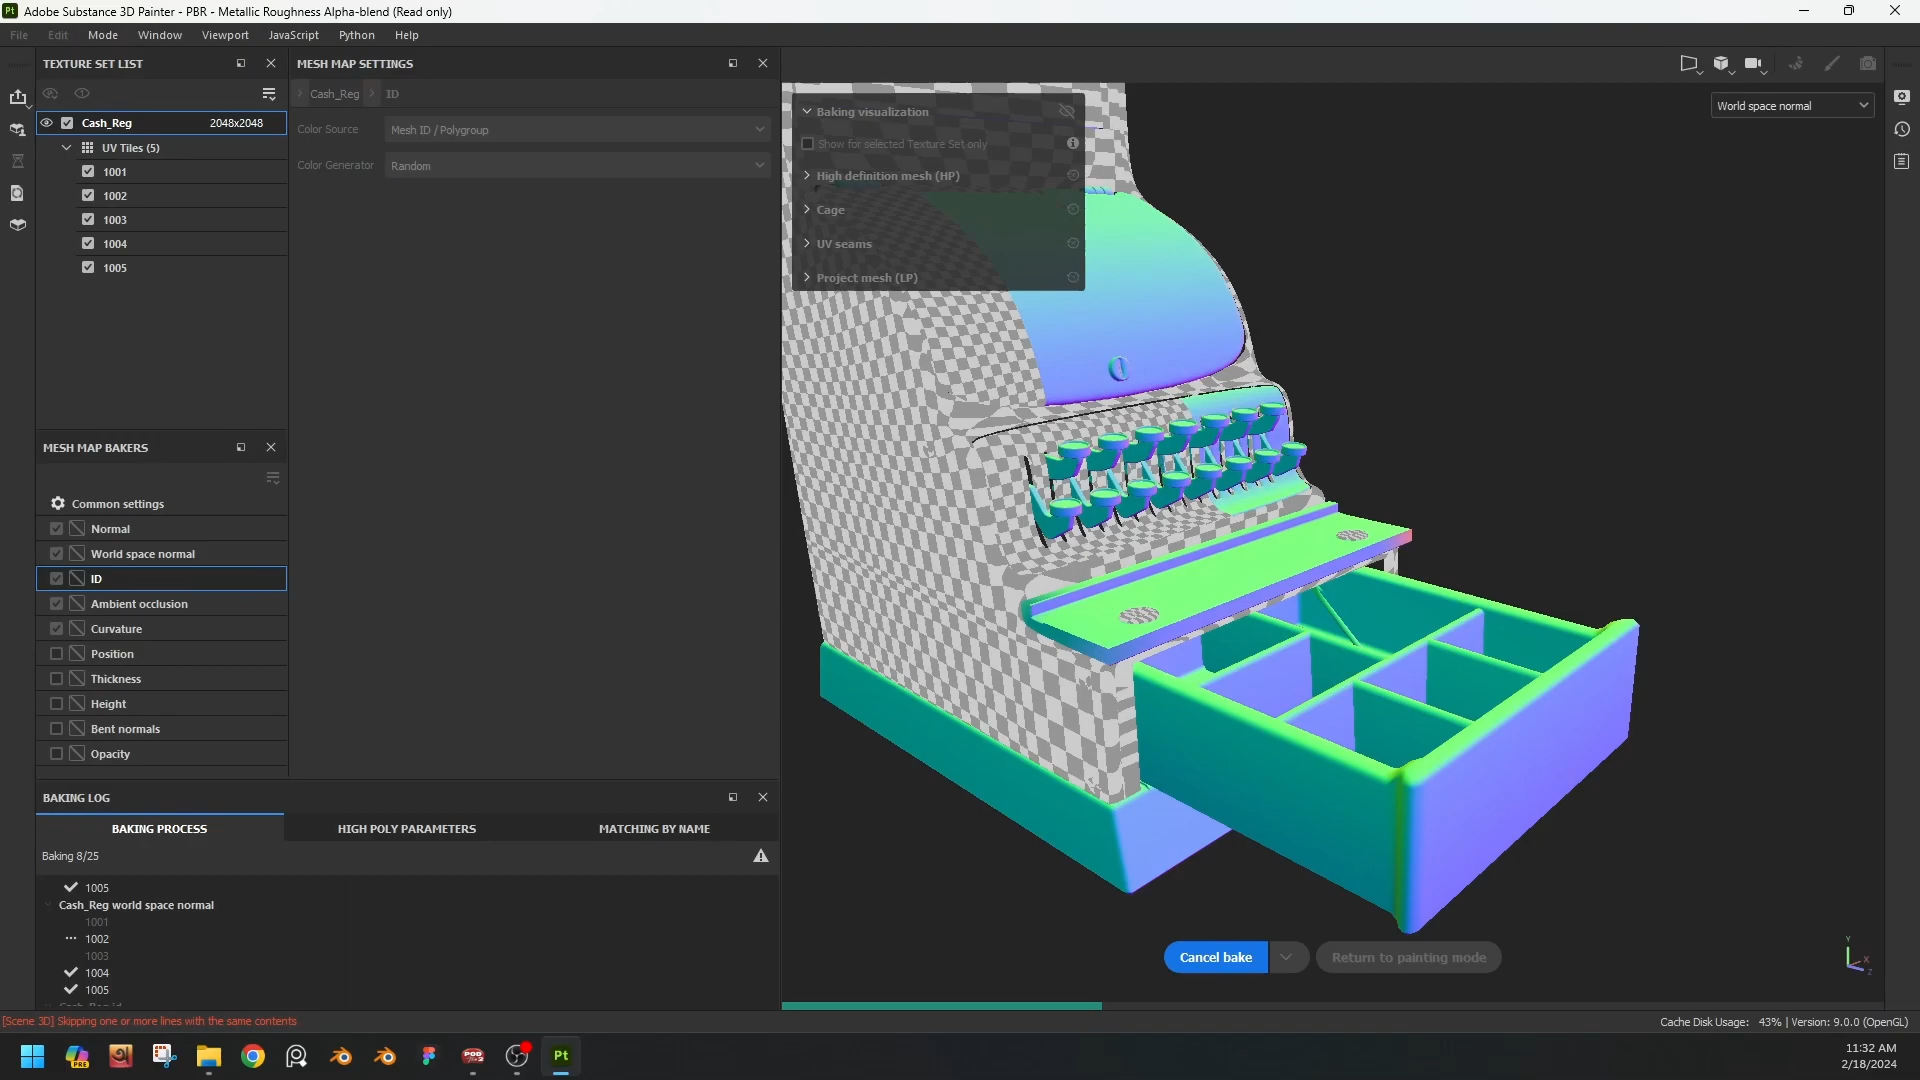 Pt Adobe Substance 3D Painter - PBR - Metallic Roughness Alpha-blend (Read only)
File Edit Mode Window Viewport JavaScript Python Help
TEXTURE SET LIST
Cash_Reg 2048x2048
UV Tiles (5)
1001
1002
1003
1004
1005
MESH MAP SETTINGS
Cash_Reg > ID
Color Source Mesh ID / Polygroup
Color Generator Random
World space normal
Baking visualization
Show for selected Texture Set only
High definition mesh (HP)
Cage
UV seams
Project mesh (LP)
MESH MAP BAKERS
Common settings
Normal
World space normal
ID
Ambient occlusion
Curvature
Position
Thickness
Height
Bent normals
Opacity
BAKING LOG
BAKING PROCESS HIGH POLY PARAMETERS MATCHING BY NAME
Baking 8/25
1005
Cash_Reg world space normal
1001
1002
1003
1004
1005
Cash_Reg id
Cancel bake Return to painting mode
Y
X
Z
[Scene 3D] Skipping one or more lines with the same contents
Cache Disk Usage: 43% | Version: 9.0.0 (OpenGL)
PRE
Pt
11:32 AM
2/18/2024